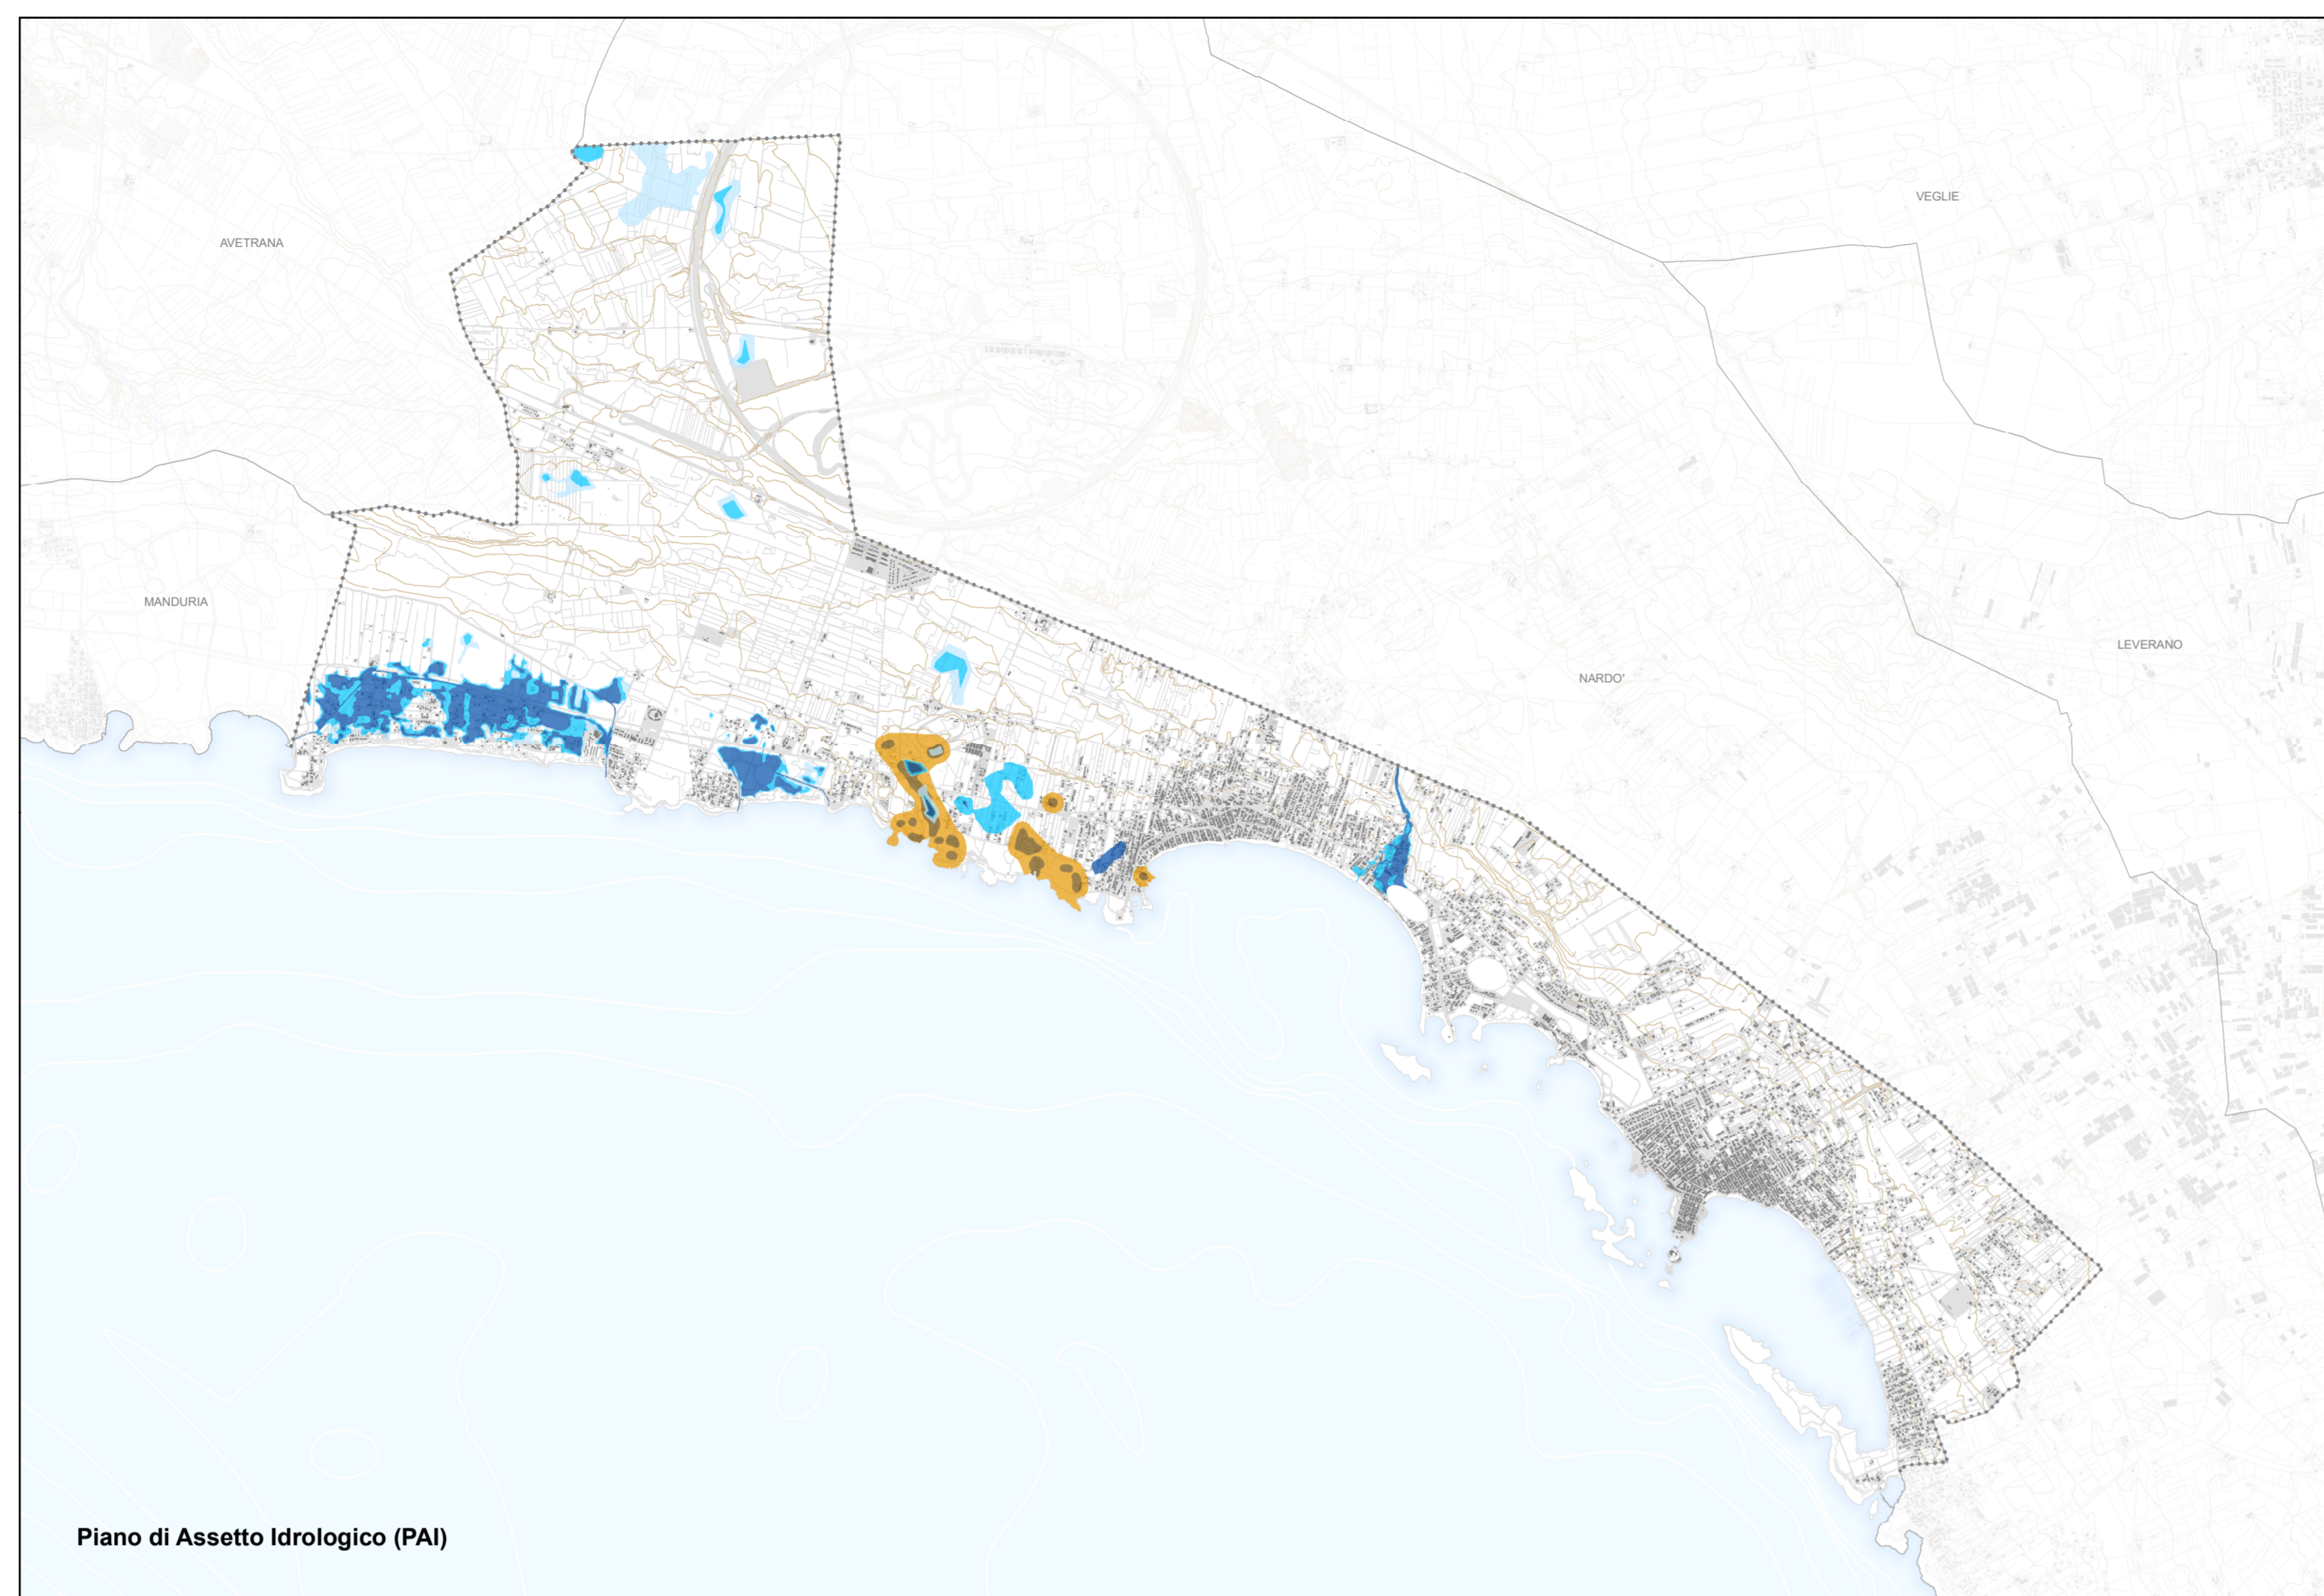 VEGLIE
AVETRANA
MANDURIA
LEVERANO
NARDO'
Piano di Assetto Idrologico (PAI)